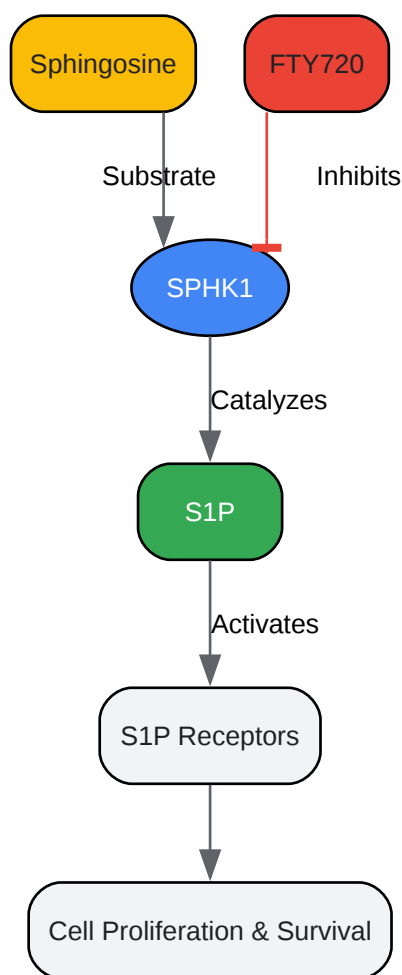 Sphingosine
FTY720
Substrate
Inhibits
SPHK1
Catalyzes
S1P
Activates
S1P Receptors
Cell Proliferation & Survival